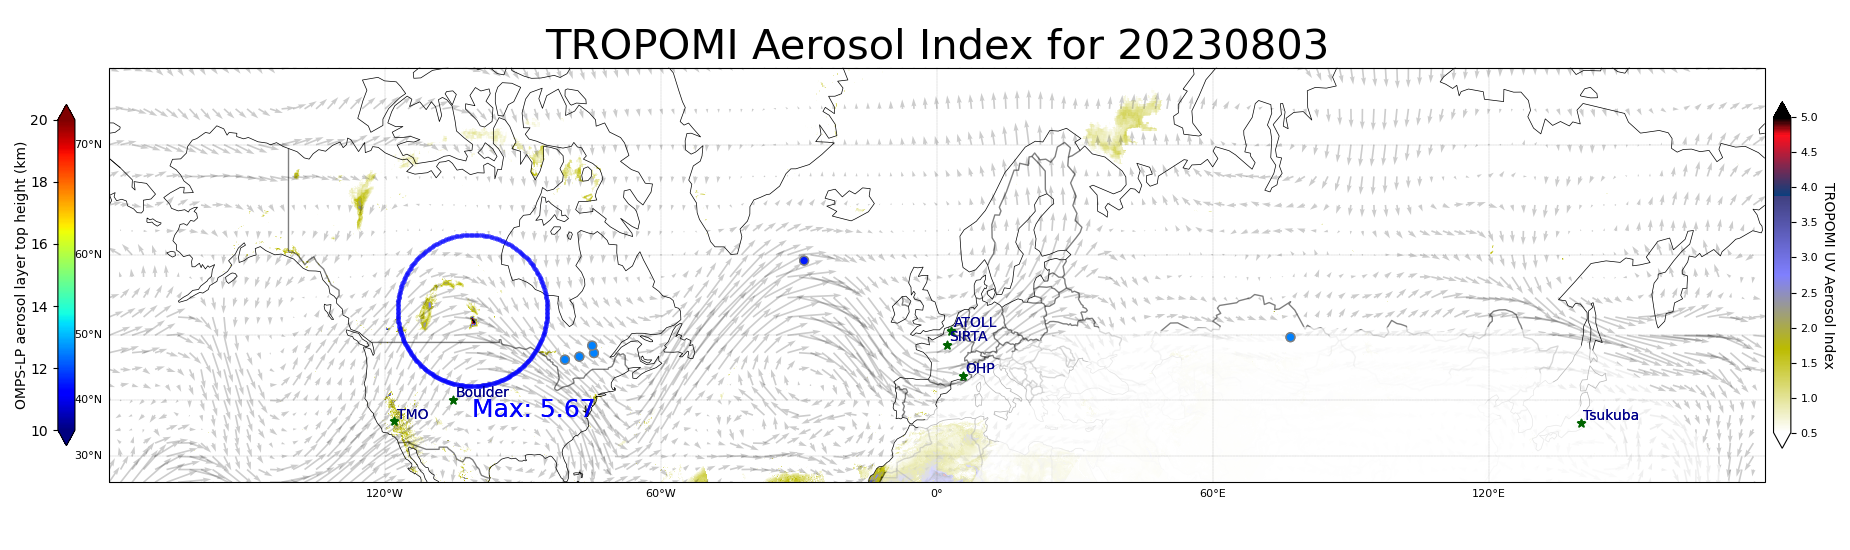 TROPOMI Aerosol Index for 20230803
20
18
16
14
12
10
OMPS-LP aerosol layer top height (km)
70°N
60°N
50°N
40°N
30°N
120°W
60°W
0°
60°E
120°E
ATOLL
SIRTA
OHP
Boulder
TMO
Max: 5.67
Tsukuba
5.0
4.5
4.0
3.5
3.0
2.5
2.0
1.5
1.0
0.5
TROPOMI UV Aerosol Index